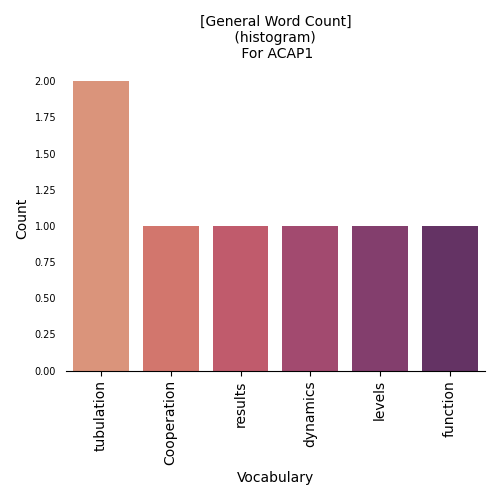 [General Word Count]
(histogram)
For ACAP1
Count
2.00
1.75
1.50
1.25
1.00
0.75
0.50
0.25
0.00
tubulation
Cooperation
results
dynamics
levels
function
Vocabulary